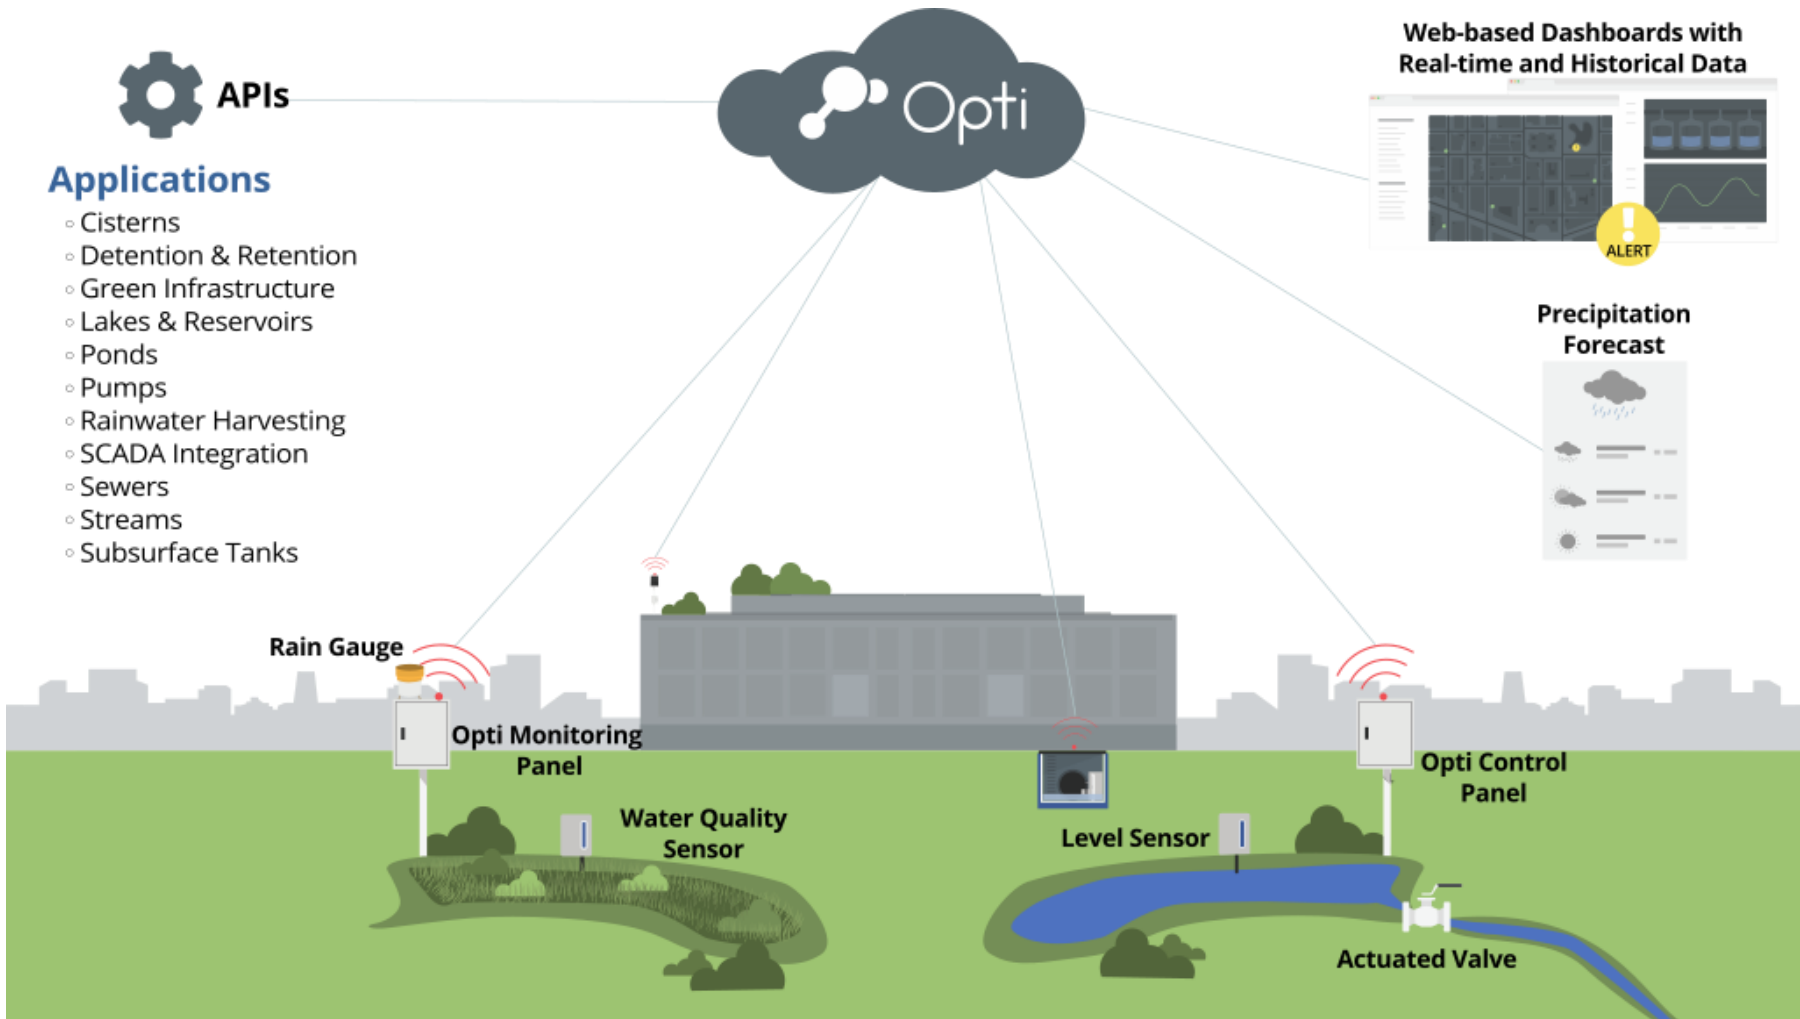 Opti
APIs
Web-based Dashboards with
Real-time and Historical Data
ALERT
Applications
Cisterns
Detention & Retention
Green Infrastructure
Lakes & Reservoirs
Ponds
Pumps
Rainwater Harvesting
SCADA Integration
Sewers
Streams
Subsurface Tanks
Precipitation
Forecast
Rain Gauge
Opti Monitoring
Panel
Water Quality
Sensor
Level Sensor
Opti Control
Panel
Actuated Valve